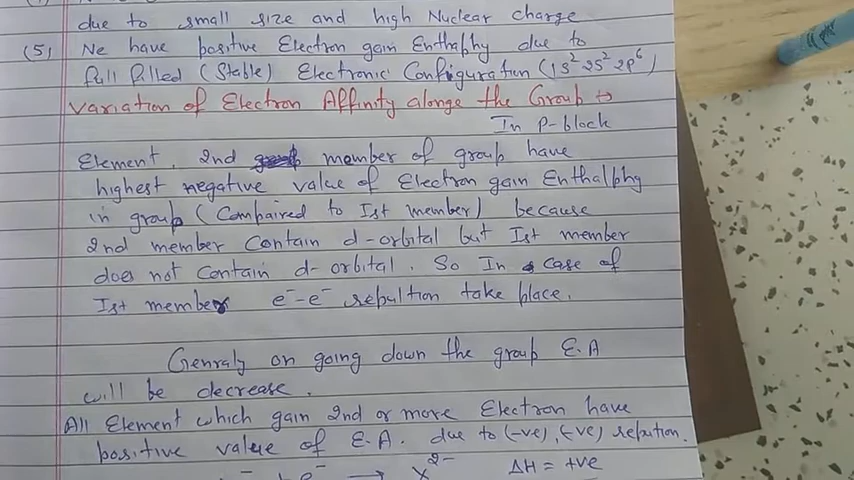 due to small size and high Nuclear charge
(5) Ne have positive Electron gain Enthaphy due to
full filled (Stable) Electronic Configuration (1s² 2s² 2p⁶)
Variation of Electron Affinity alonge the Group →
In P-block
Element, 2nd member of group have
highest negative value of Electron gain Enthalphy
in group (Compaired to Ist member) because
2nd member Contain d-orbital but Ist member
does not contain d-orbital. So In case of
Ist member e⁻-e⁻ repultion take place.
Genraly on going down the group E.A
will be decrease.
All Element which gain 2nd or more Electron have
positive value of E.A. due to (-ve), (-ve) repution.
e⁻ → X²⁻ ΔH = +ve